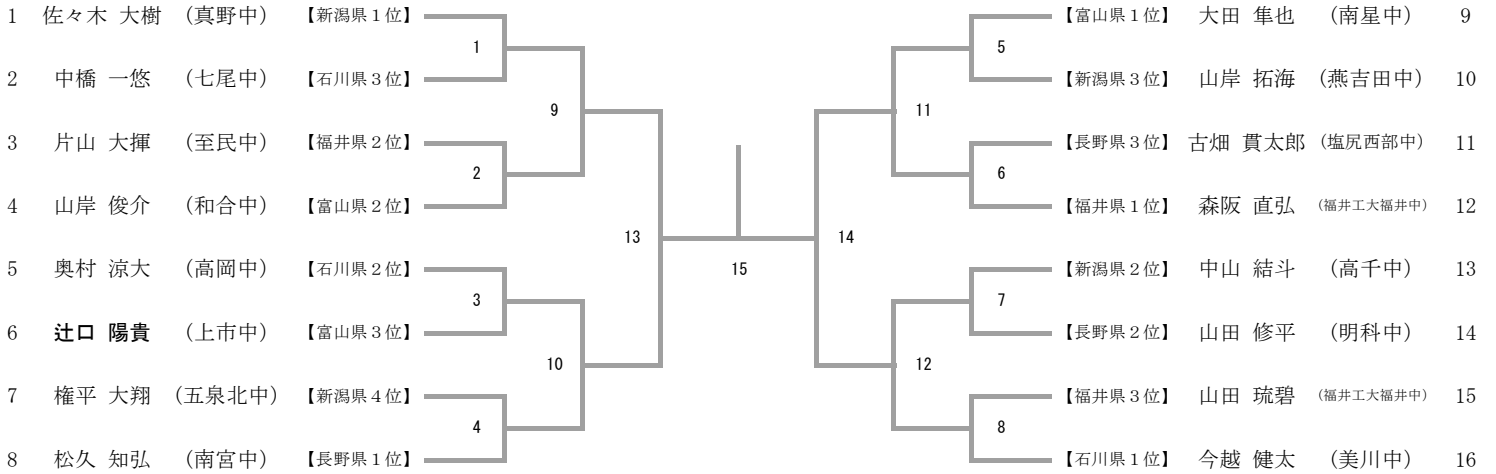 1 佐々木 大樹 （真野中） 【新潟県１位】
【富山県１位】 大田 隼也 （南星中） 9
1
5
2 中橋 一悠 （七尾中） 【石川県３位】
【新潟県３位】 山岸 拓海 （燕吉田中） 10
9
11
3 片山 大揮 （至民中） 【福井県２位】
【長野県３位】 古畑 貫太郎 （塩尻西部中） 11
2
6
4 山岸 俊介 （和合中） 【富山県２位】
【福井県１位】 森阪 直弘 （福井工大福井中） 12
13
14
15
5 奥村 涼大 （高岡中） 【石川県２位】
【新潟県２位】 中山 結斗 （高千中） 13
3
7
6 辻口 陽貴 （上市中） 【富山県３位】
【長野県２位】 山田 修平 （明科中） 14
10
12
7 権平 大翔 （五泉北中） 【新潟県４位】
【福井県３位】 山田 琉碧 （福井工大福井中） 15
4
8
8 松久 知弘 （南宮中） 【長野県１位】
【石川県１位】 今越 健太 （美川中） 16